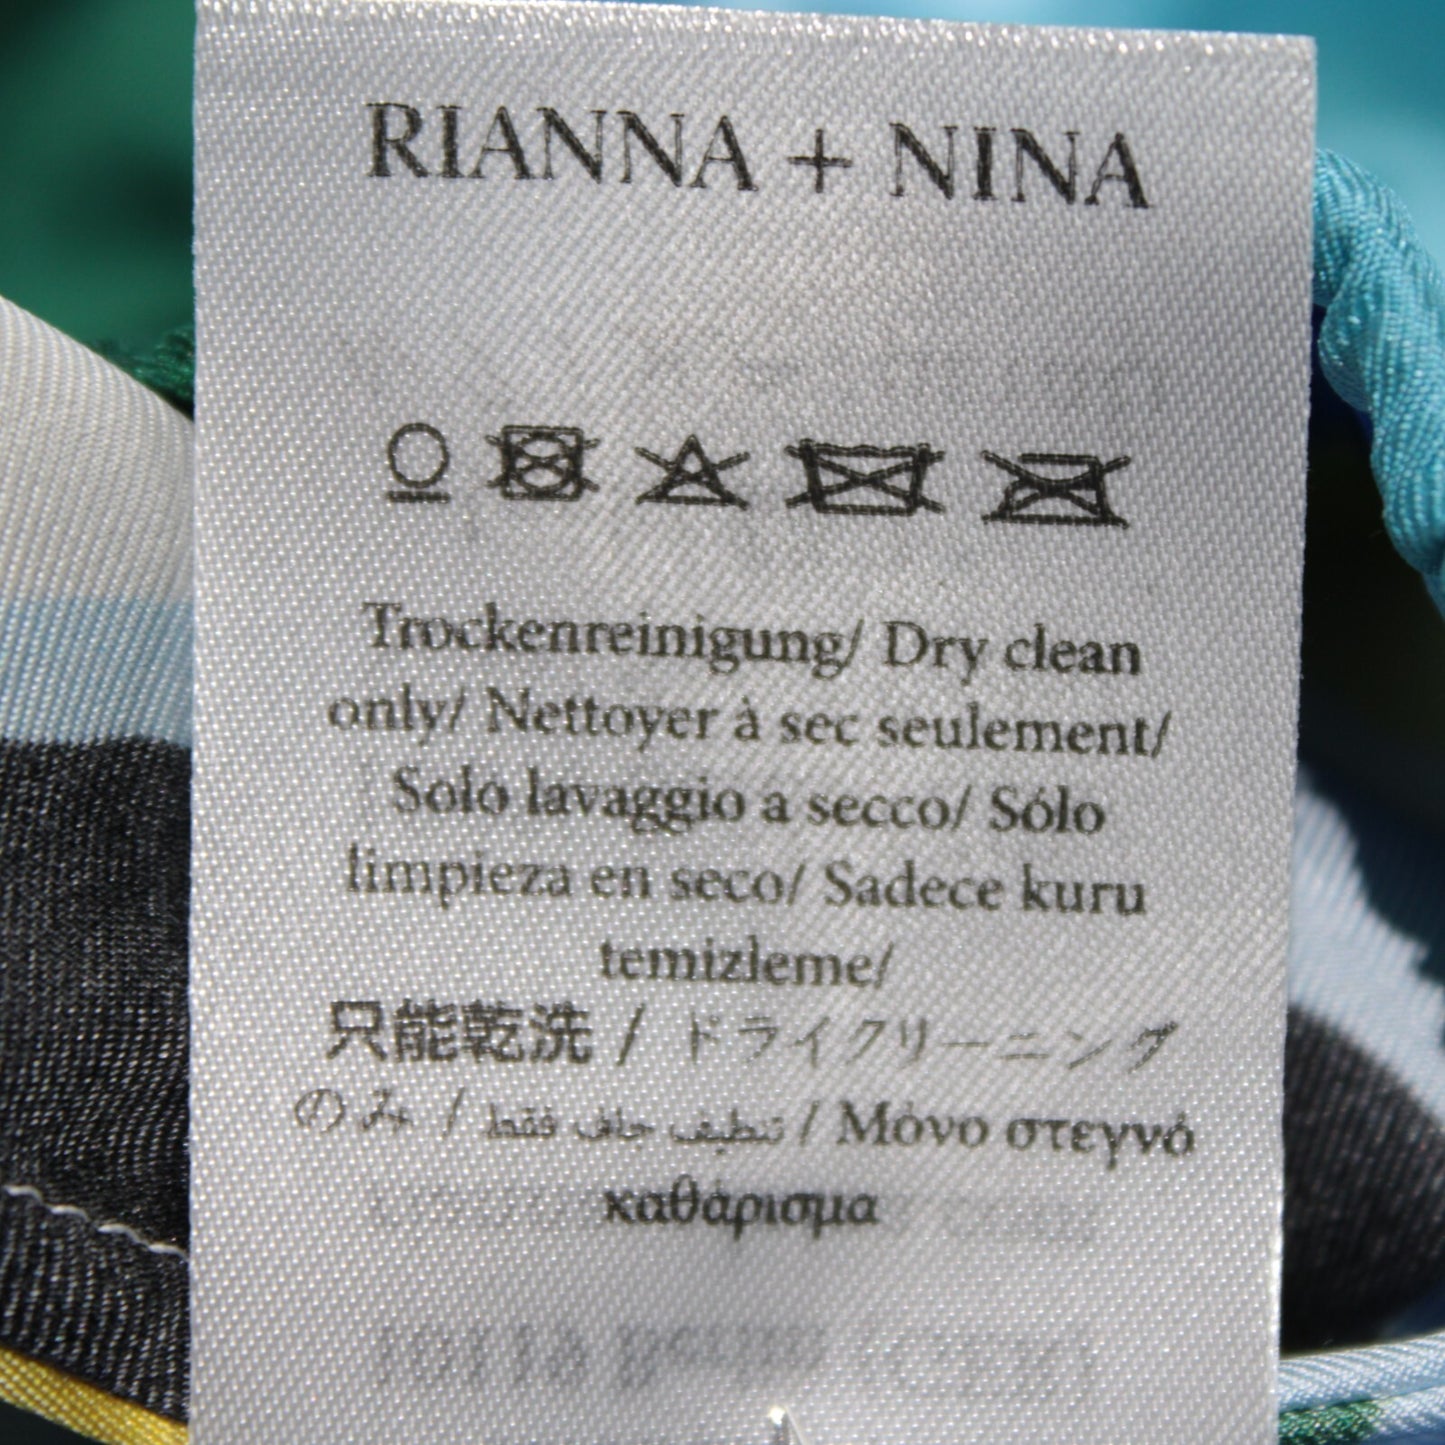 RIANNA + NINA
Trockenreinigung/ Dry clean
only/ Nettoyer à sec seulement/
Solo lavaggio a secco/ Sólo
limpieza en seco/ Sadece kuru
temizleme/
只能乾洗 / ドライクリーニング
のみ / تنظيف جاف فقط / Μόνο στεγνό
καθάρισμα